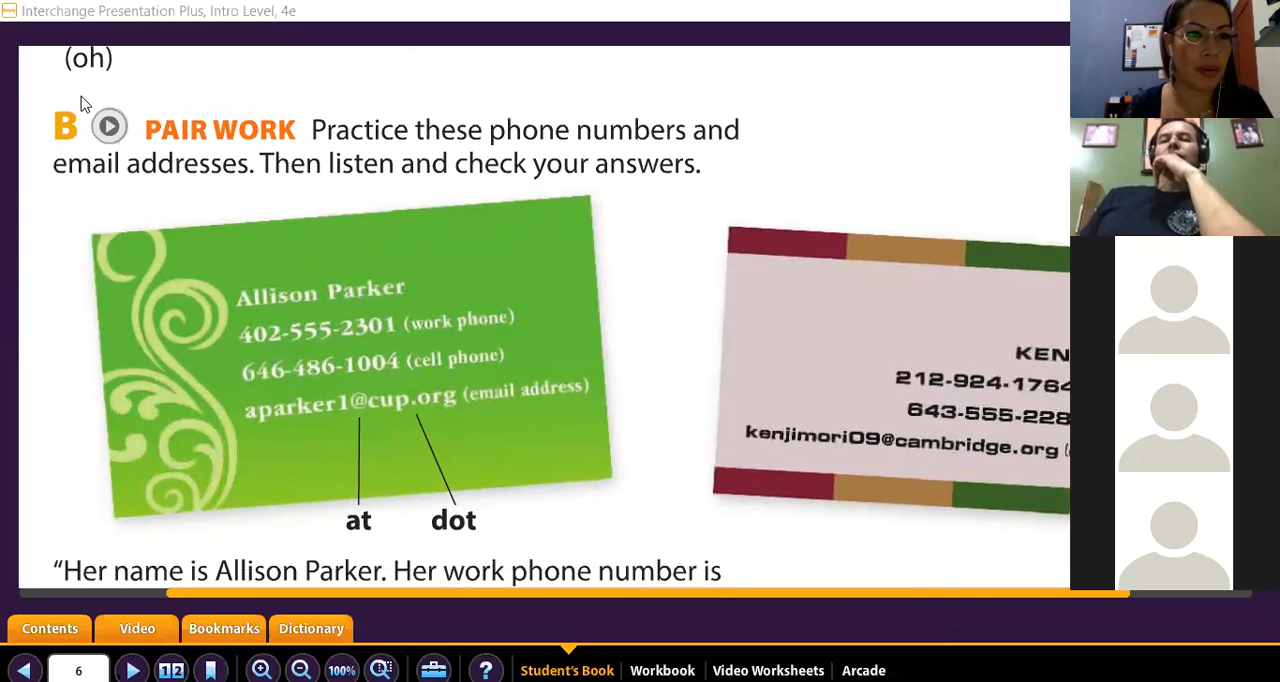 Interchange Presentation Plus, Intro Level, 4e
(oh)
B PAIR WORK Practice these phone numbers and
email addresses. Then listen and check your answers.
Allison Parker
402-555-2301 (work phone)
646-486-1004 (cell phone)
aparker1@cup.org (email address)
at dot
KEN
212-924-1764
643-555-228
kenjimori09@cambridge.org (
"Her name is Allison Parker. Her work phone number is
Contents Video Bookmarks Dictionary
6 12 100% ? Student's Book Workbook Video Worksheets Arcade